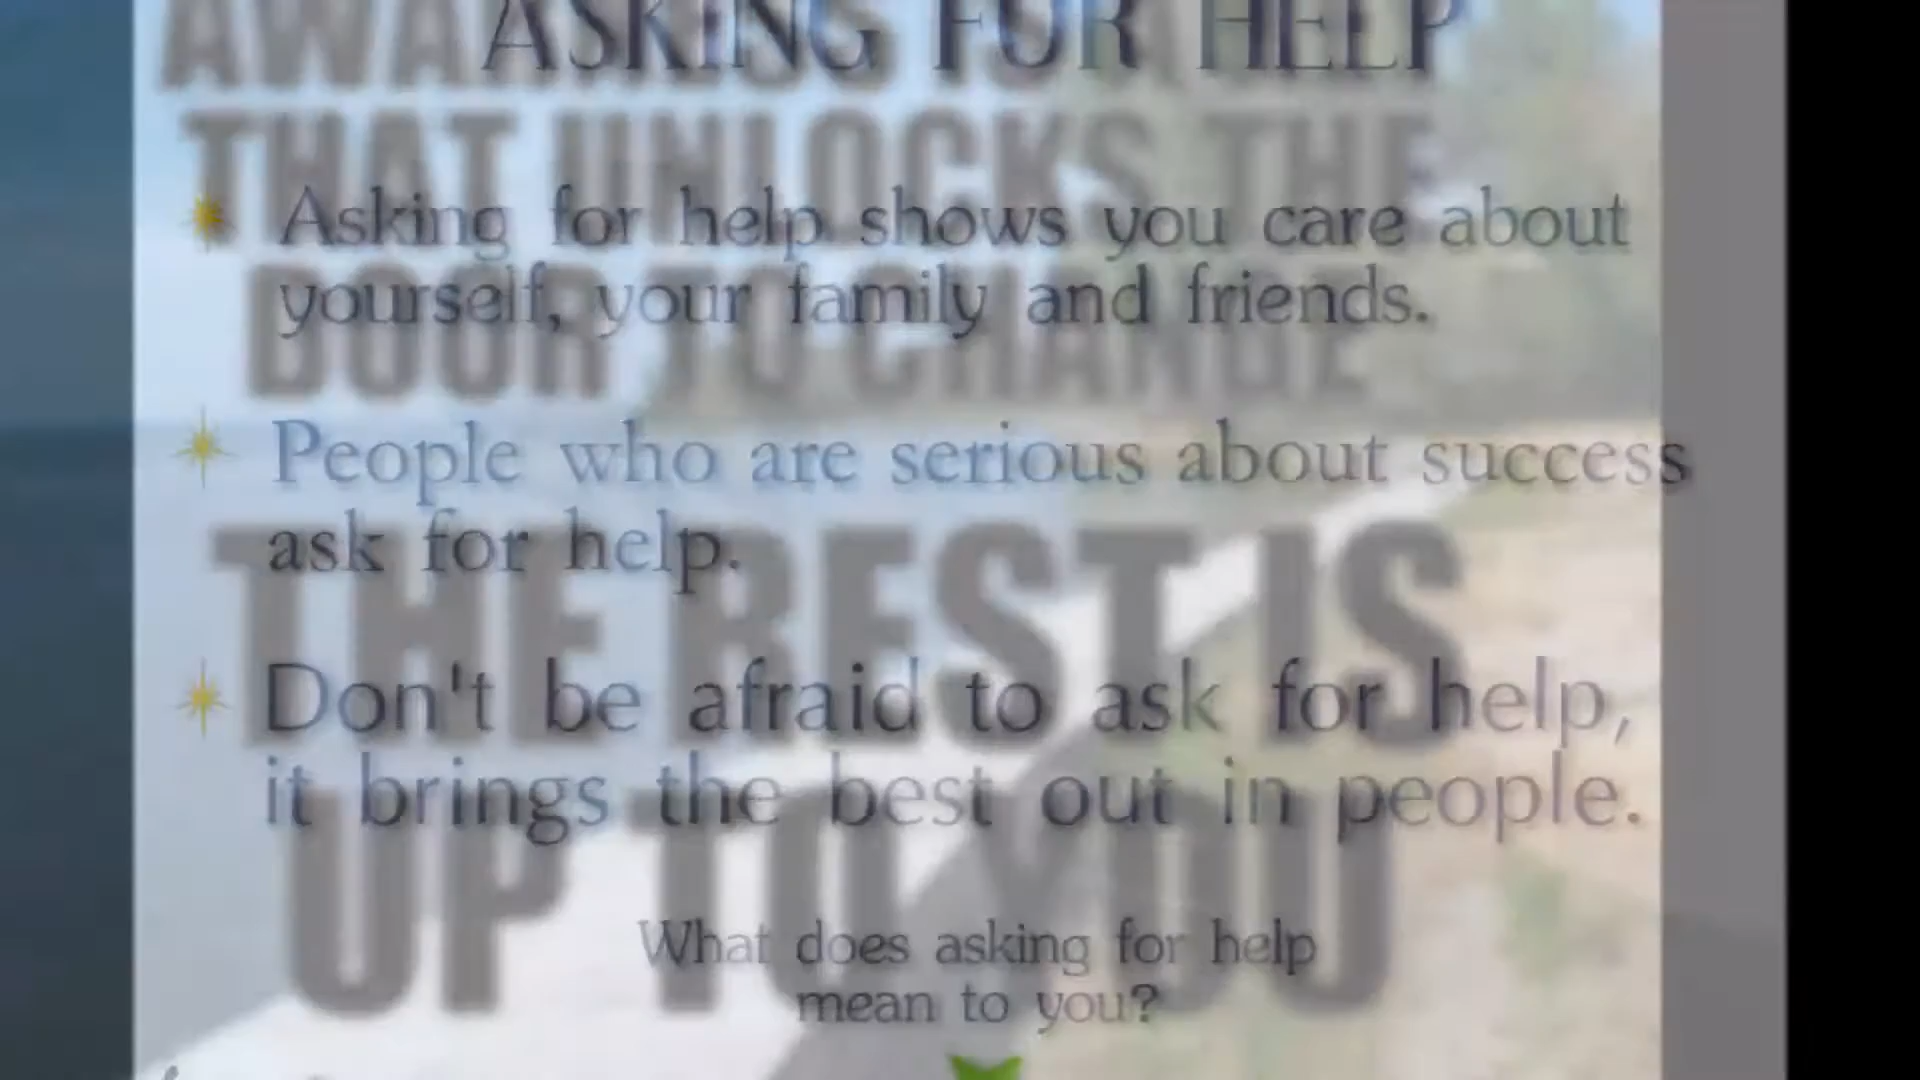 ASKING FOR HELP
Asking for help shows you care about
yourself, your family and friends.
People who are serious about success
ask for help.
Don't be afraid to ask for help,
it brings the best out in people.
What does asking for help
mean to you?
THAT UNLOCKS THE
DOOR TO CHANGE
THE REST IS
UP TO YOU